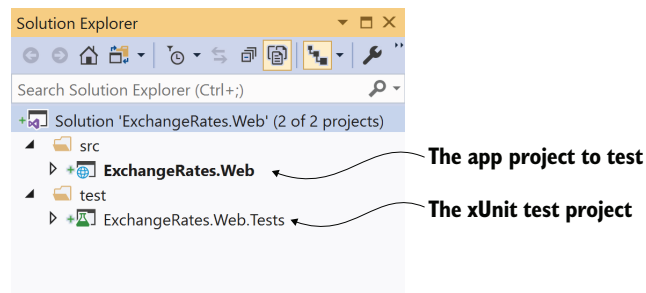 Solution Explorer
Search Solution Explorer (Ctrl+;)
Solution 'ExchangeRates.Web' (2 of 2 projects)
src
ExchangeRates.Web
The app project to test
test
The xUnit test project
ExchangeRates.Web.Tests